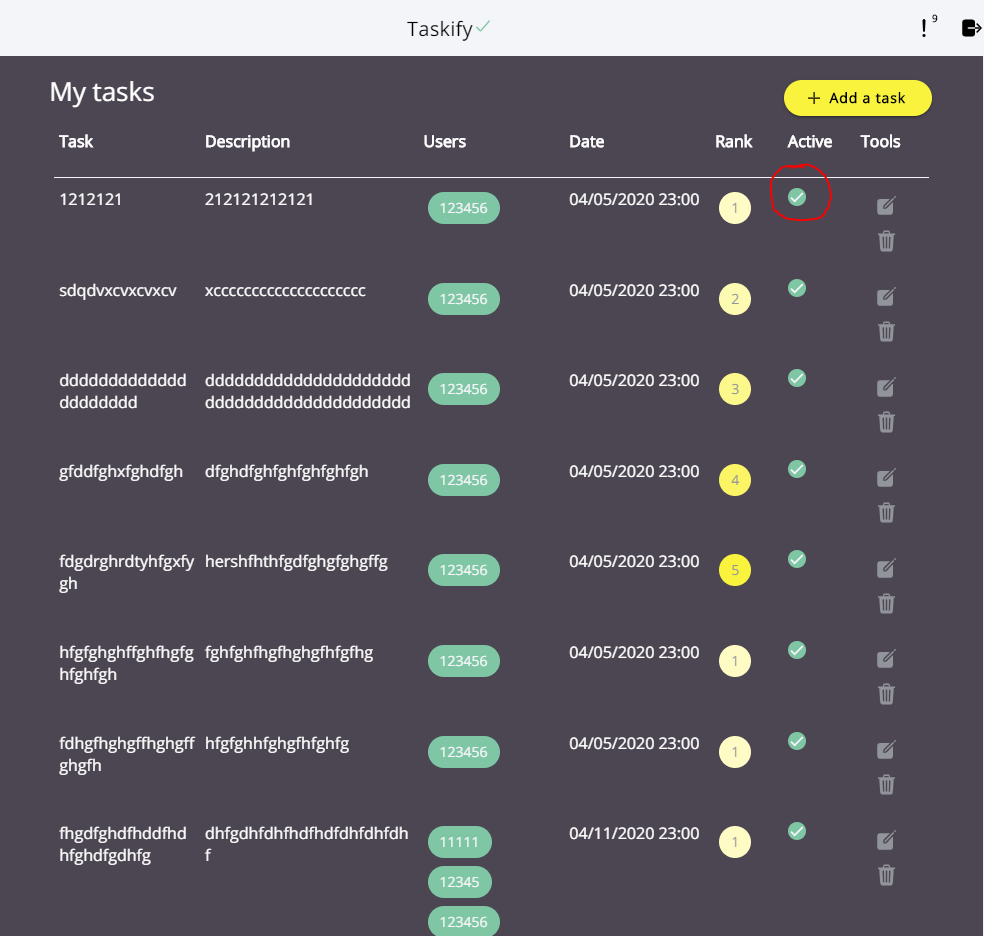 Taskify
9
My tasks
+ Add a task
Task Description Users Date Rank Active Tools
1212121 212121212121 123456 04/05/2020 23:00 1
sdqdvxcvxcvxcv xcccccccccccccccccccc 123456 04/05/2020 23:00 2
ddddddddddddd ddddddddddddddddddddd 123456 04/05/2020 23:00 3
dddddddd ddddddddddddddddddddd
gfddfghxfghdfgh dfghdfghfghfghfghfgh 123456 04/05/2020 23:00 4
fdgdrghrdtyhfgxfy hershfhthfgdfghgfghgffg 123456 04/05/2020 23:00 5
gh
hfgfghghffghfhgfg fghfghfhgfhghgfhfgfhg 123456 04/05/2020 23:00 1
hfghfgh
fdhgfhghgffhghgff hfgfghhfghgfhfghfg 123456 04/05/2020 23:00 1
ghgfh
fhgdfghdfhddfhd dhfgdhfdhfhdfhdfdhfdhfdh 11111 04/11/2020 23:00 1
hfghdfgdhfg f
12345
123456